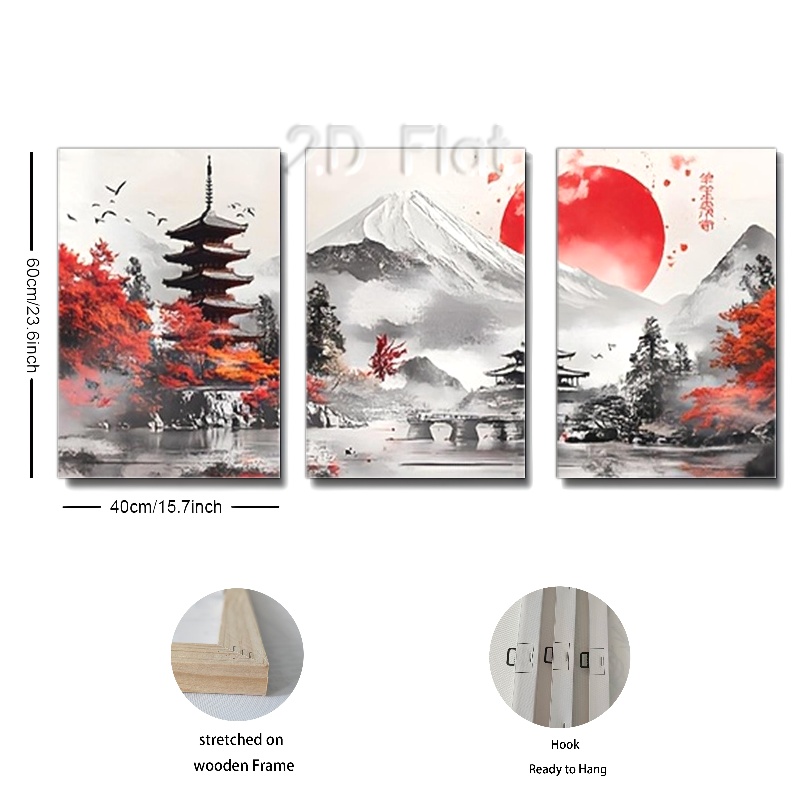 2D Flat
60cm/23.6inch
40cm/15.7inch
stretched on
wooden Frame
Hook
Ready to Hang